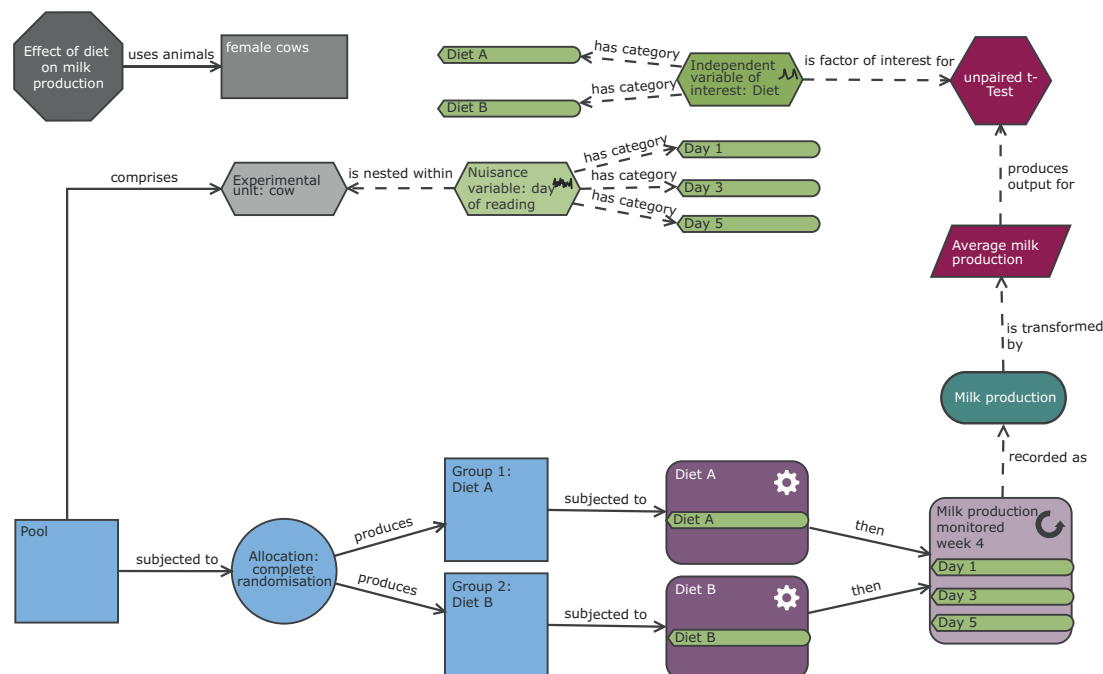 Effect of diet
on milk
production
uses animals
female cows
Diet A
Diet B
has category
has category
Independent
variable of
interest: Diet
is factor of interest for
unpaired t-
Test
comprises
Experimental
unit: cow
is nested within
Nuisance
variable: day
of reading
has category
has category
has category
Day 1
Day 3
Day 5
produces
output for
Average milk
production
is transformed
by
Milk production
recorded as
Pool
subjected to
Allocation:
complete
randomisation
produces
produces
Group 1:
Diet A
Group 2:
Diet B
subjected to
subjected to
Diet A
Diet A
Diet B
Diet B
then
then
Milk production
monitored
week 4
Day 1
Day 3
Day 5